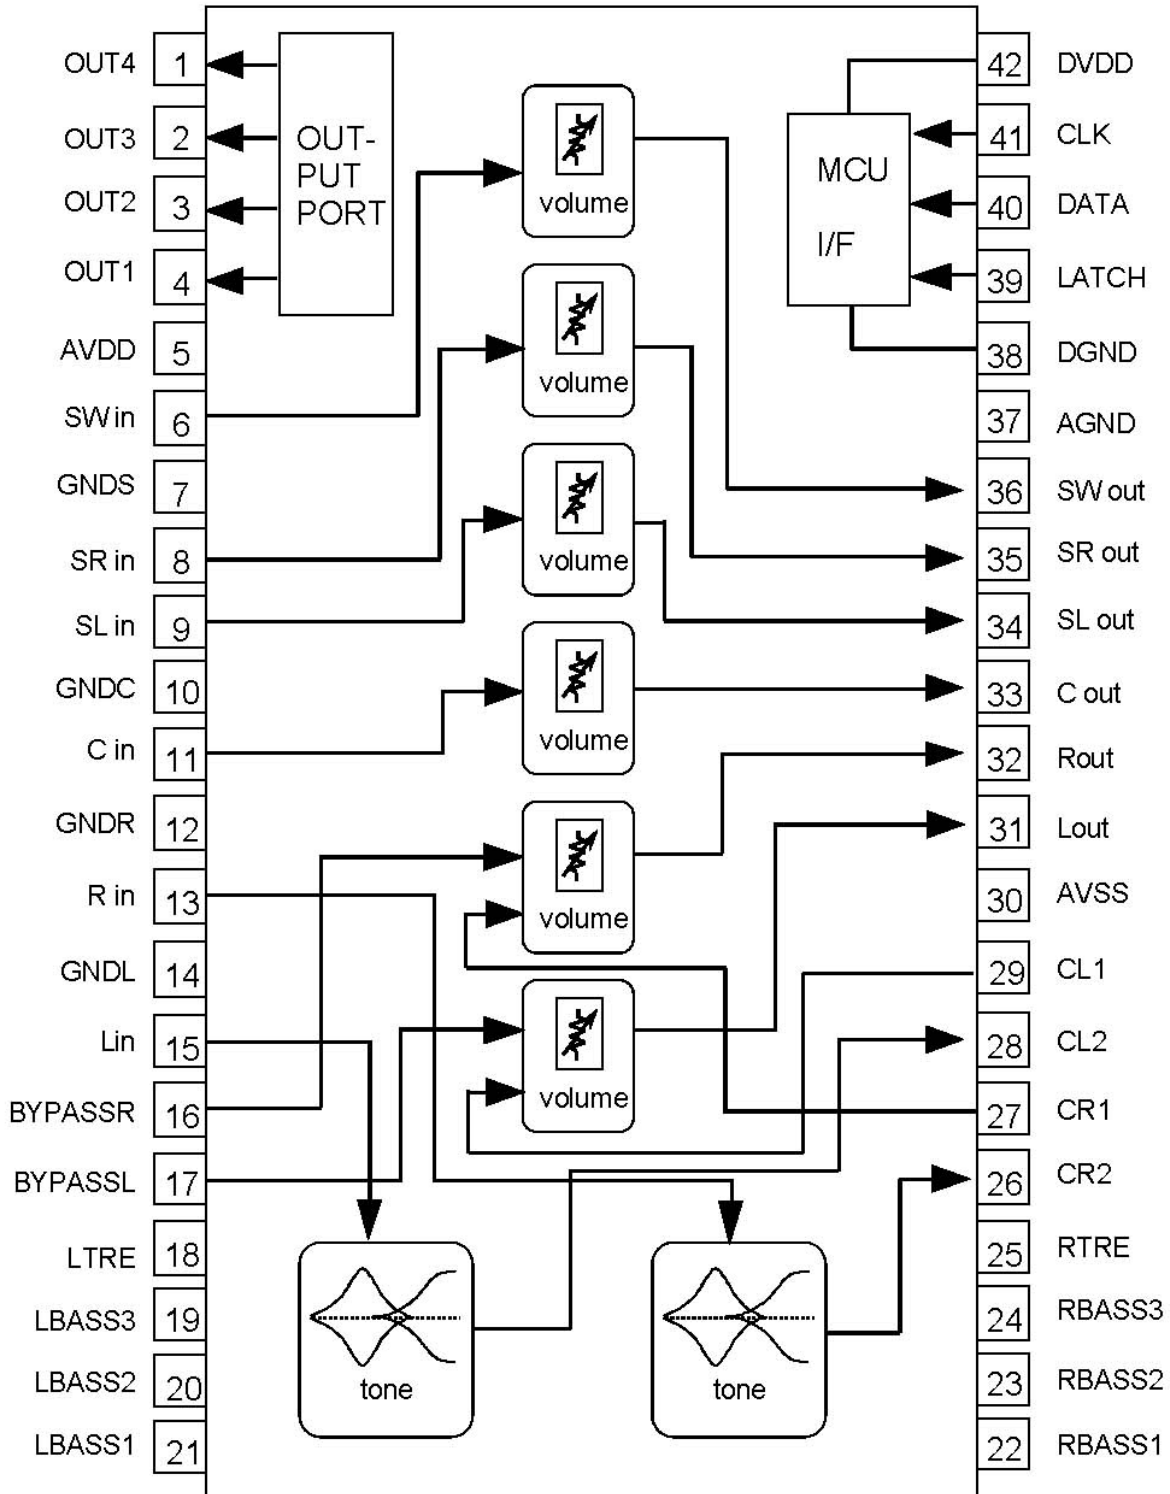 OUT4 1
OUT3 2
OUT2 3
OUT1 4
AVDD 5
SW in 6
GNDS 7
SR in 8
SL in 9
GNDC 10
C in 11
GNDR 12
R in 13
GNDL 14
Lin 15
BYPASSR 16
BYPASSL 17
LTRE 18
LBASS3 19
LBASS2 20
LBASS1 21
OUT-
PUT
PORT
volume
volume
volume
volume
volume
volume
tone
tone
MCU
I/F
42 DVDD
41 CLK
40 DATA
39 LATCH
38 DGND
37 AGND
36 SW out
35 SR out
34 SL out
33 C out
32 Rout
31 Lout
30 AVSS
29 CL1
28 CL2
27 CR1
26 CR2
25 RTRE
24 RBASS3
23 RBASS2
22 RBASS1